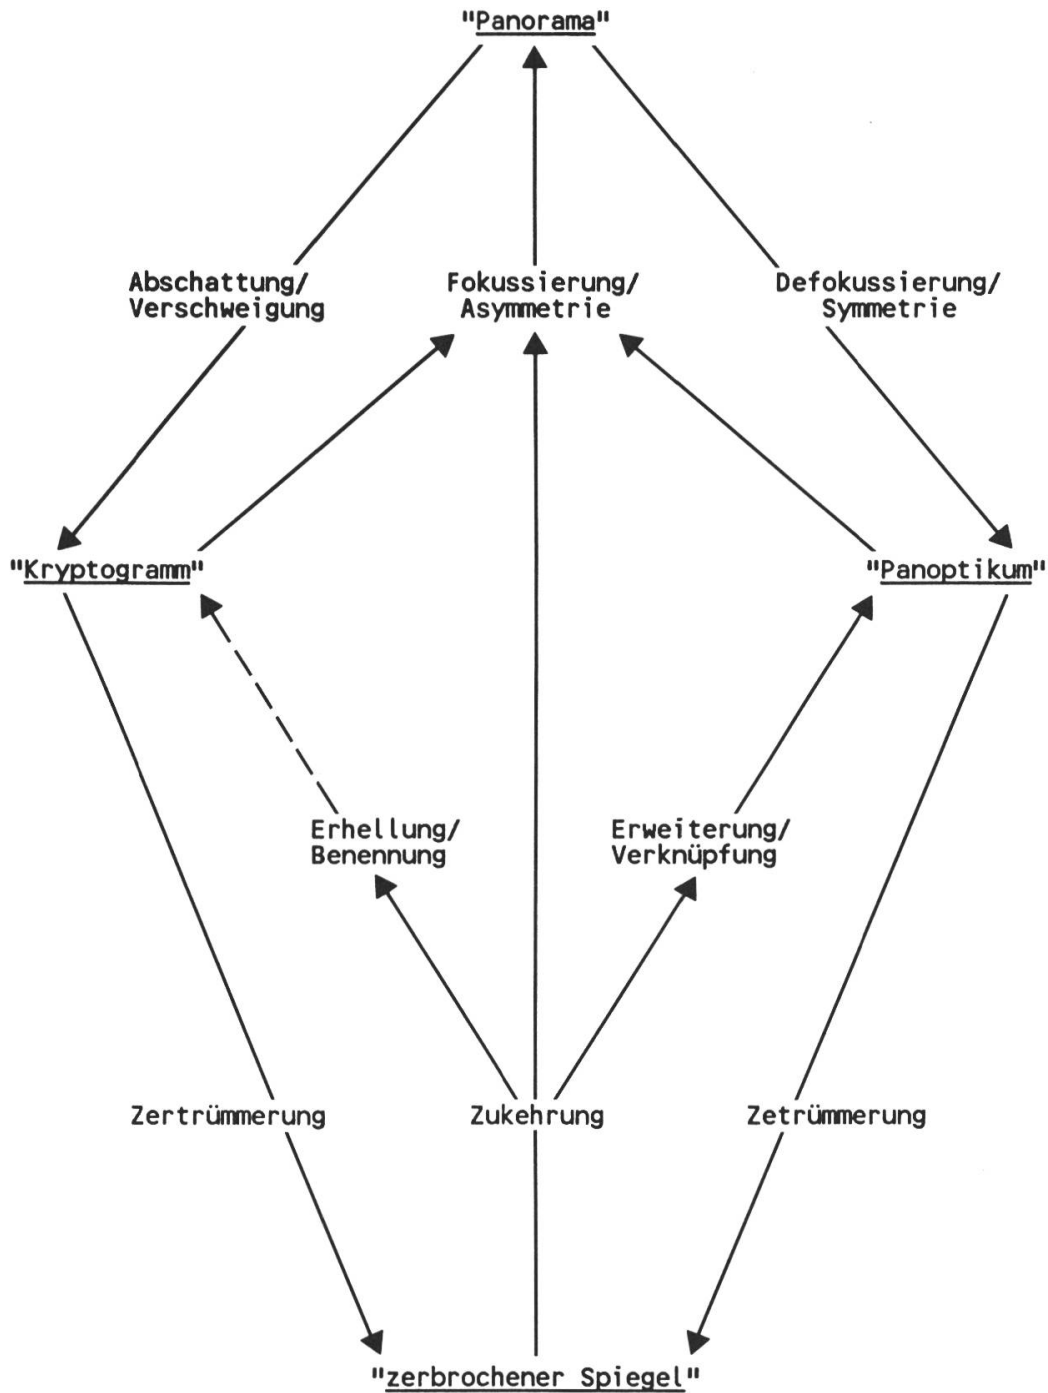 "Panorama"
Abschattung/
Verschweigung
Fokussierung/
Asymmetrie
Defokussierung/
Symmetrie
"Kryptogramm"
"Panoptikum"
Erhellung/
Benennung
Erweiterung/
Verknüpfung
Zertrümmerung
Zukehrung
Zetrümmerung
"zerbrochener Spiegel"